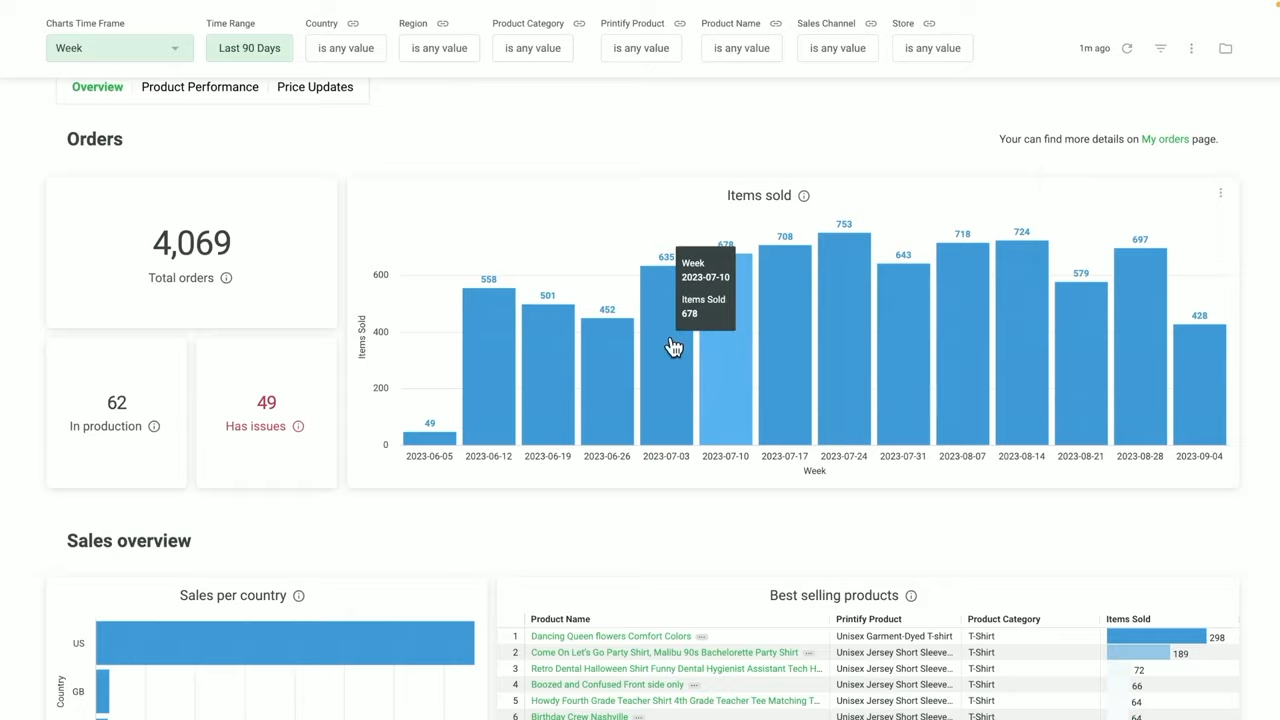 Charts Time Frame
Time Range
Country
Region
Product Category
Printify Product
Product Name
Sales Channel
Store
Week
Last 90 Days
is any value
is any value
is any value
is any value
is any value
is any value
is any value
1m ago
Overview
Product Performance
Price Updates
Orders
Your can find more details on My orders page.
4,069
Total orders
62
In production
49
Has issues
Items sold
Items Sold
600
400
200
0
49
558
501
452
635
678
708
753
643
718
724
579
697
428
Week
2023-07-10
Items Sold
678
2023-06-05
2023-06-12
2023-06-19
2023-06-26
2023-07-03
2023-07-10
2023-07-17
2023-07-24
2023-07-31
2023-08-07
2023-08-14
2023-08-21
2023-08-28
2023-09-04
Week
Sales overview
Sales per country
Country
US
GB
Best selling products
Product Name Printify Product Product Category Items Sold
1 Dancing Queen flowers Comfort Colors Unisex Garment-Dyed T-shirt T-Shirt 298
2 Come On Let's Go Party Shirt, Malibu 90s Bachelorette Party Shirt Unisex Jersey Short Sleeve... T-Shirt 189
3 Retro Dental Halloween Shirt Funny Dental Hygienist Assistant Tech H... Unisex Jersey Short Sleeve... T-Shirt 72
4 Boozed and Confused Front side only Unisex Jersey Short Sleeve... T-Shirt 66
5 Howdy Fourth Grade Teacher Shirt 4th Grade Teacher Tee Matching T... Unisex Jersey Short Sleeve... T-Shirt 64
6 Birthday Crew Nashville Unisex Jersey Short Sleeve... T-Shirt 64